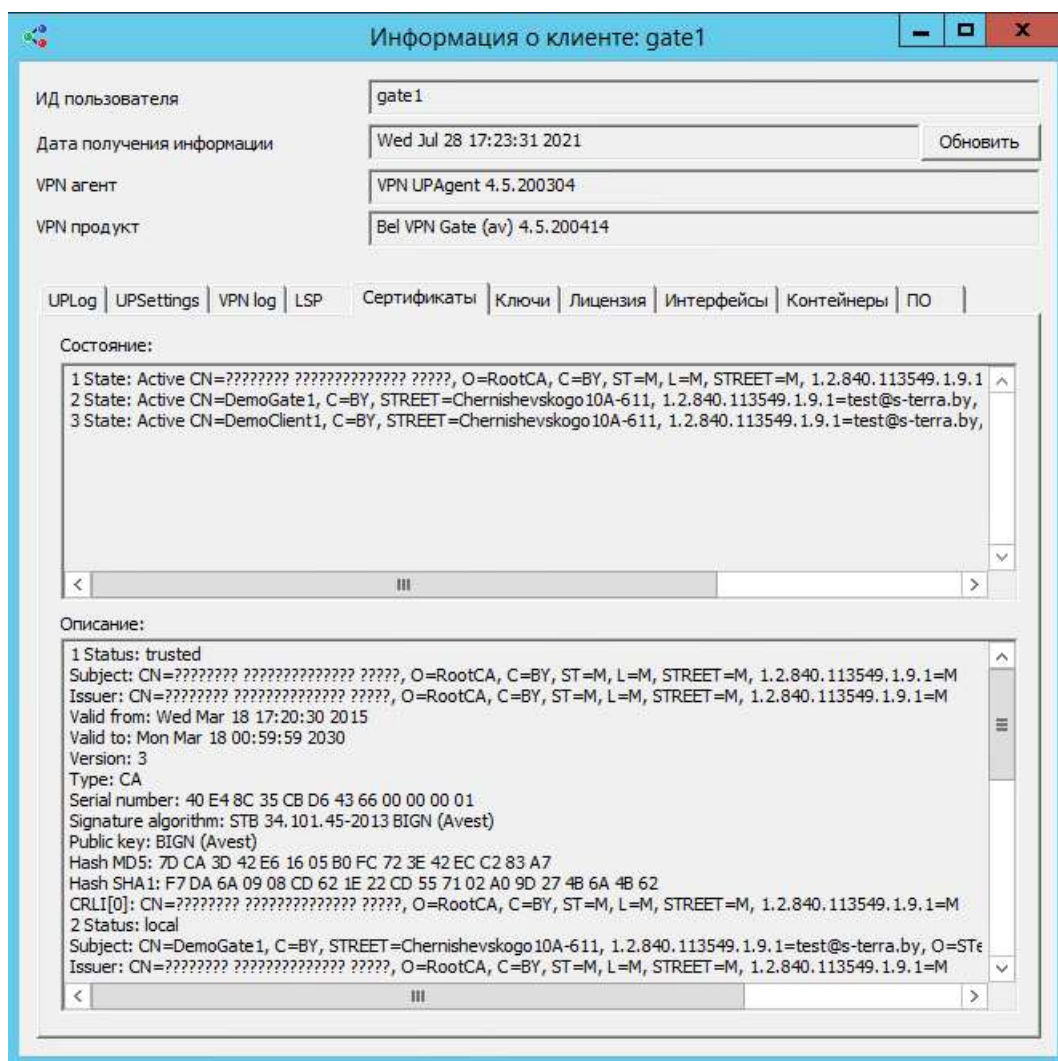 Информация о клиенте: gate1
ИД пользователя gate1
Дата получения информации Wed Jul 28 17:23:31 2021 Обновить
VPN агент VPN UPAgent 4.5.200304
VPN продукт Bel VPN Gate (av) 4.5.200414
UPLog UPSettings VPN log LSP Сертификаты Ключи Лицензия Интерфейсы Контейнеры ПО
Состояние:
1 State: Active CN=???????? ?????????????? ?????, O=RootCA, C=BY, ST=M, L=M, STREET=M, 1.2.840.113549.1.9.1
2 State: Active CN=DemoGate1, C=BY, STREET=Chernishevskogo10A-611, 1.2.840.113549.1.9.1=test@s-terra.by,
3 State: Active CN=DemoClient1, C=BY, STREET=Chernishevskogo10A-611, 1.2.840.113549.1.9.1=test@s-terra.by,
Описание:
1 Status: trusted
Subject: CN=???????? ?????????????? ?????, O=RootCA, C=BY, ST=M, L=M, STREET=M, 1.2.840.113549.1.9.1=M
Issuer: CN=???????? ?????????????? ?????, O=RootCA, C=BY, ST=M, L=M, STREET=M, 1.2.840.113549.1.9.1=M
Valid from: Wed Mar 18 17:20:30 2015
Valid to: Mon Mar 18 00:59:59 2030
Version: 3
Type: CA
Serial number: 40 E4 8C 35 CB D6 43 66 00 00 00 01
Signature algorithm: STB 34.101.45-2013 BIGN (Avest)
Public key: BIGN (Avest)
Hash MD5: 7D CA 3D 42 E6 16 05 B0 FC 72 3E 42 EC C2 83 A7
Hash SHA1: F7 DA 6A 09 08 CD 62 1E 22 CD 55 71 02 A0 9D 27 4B 6A 4B 62
CRLI[0]: CN=???????? ?????????????? ?????, O=RootCA, C=BY, ST=M, L=M, STREET=M, 1.2.840.113549.1.9.1=M
2 Status: local
Subject: CN=DemoGate1, C=BY, STREET=Chernishevskogo10A-611, 1.2.840.113549.1.9.1=test@s-terra.by, O=STe
Issuer: CN=???????? ?????????????? ?????, O=RootCA, C=BY, ST=M, L=M, STREET=M, 1.2.840.113549.1.9.1=M